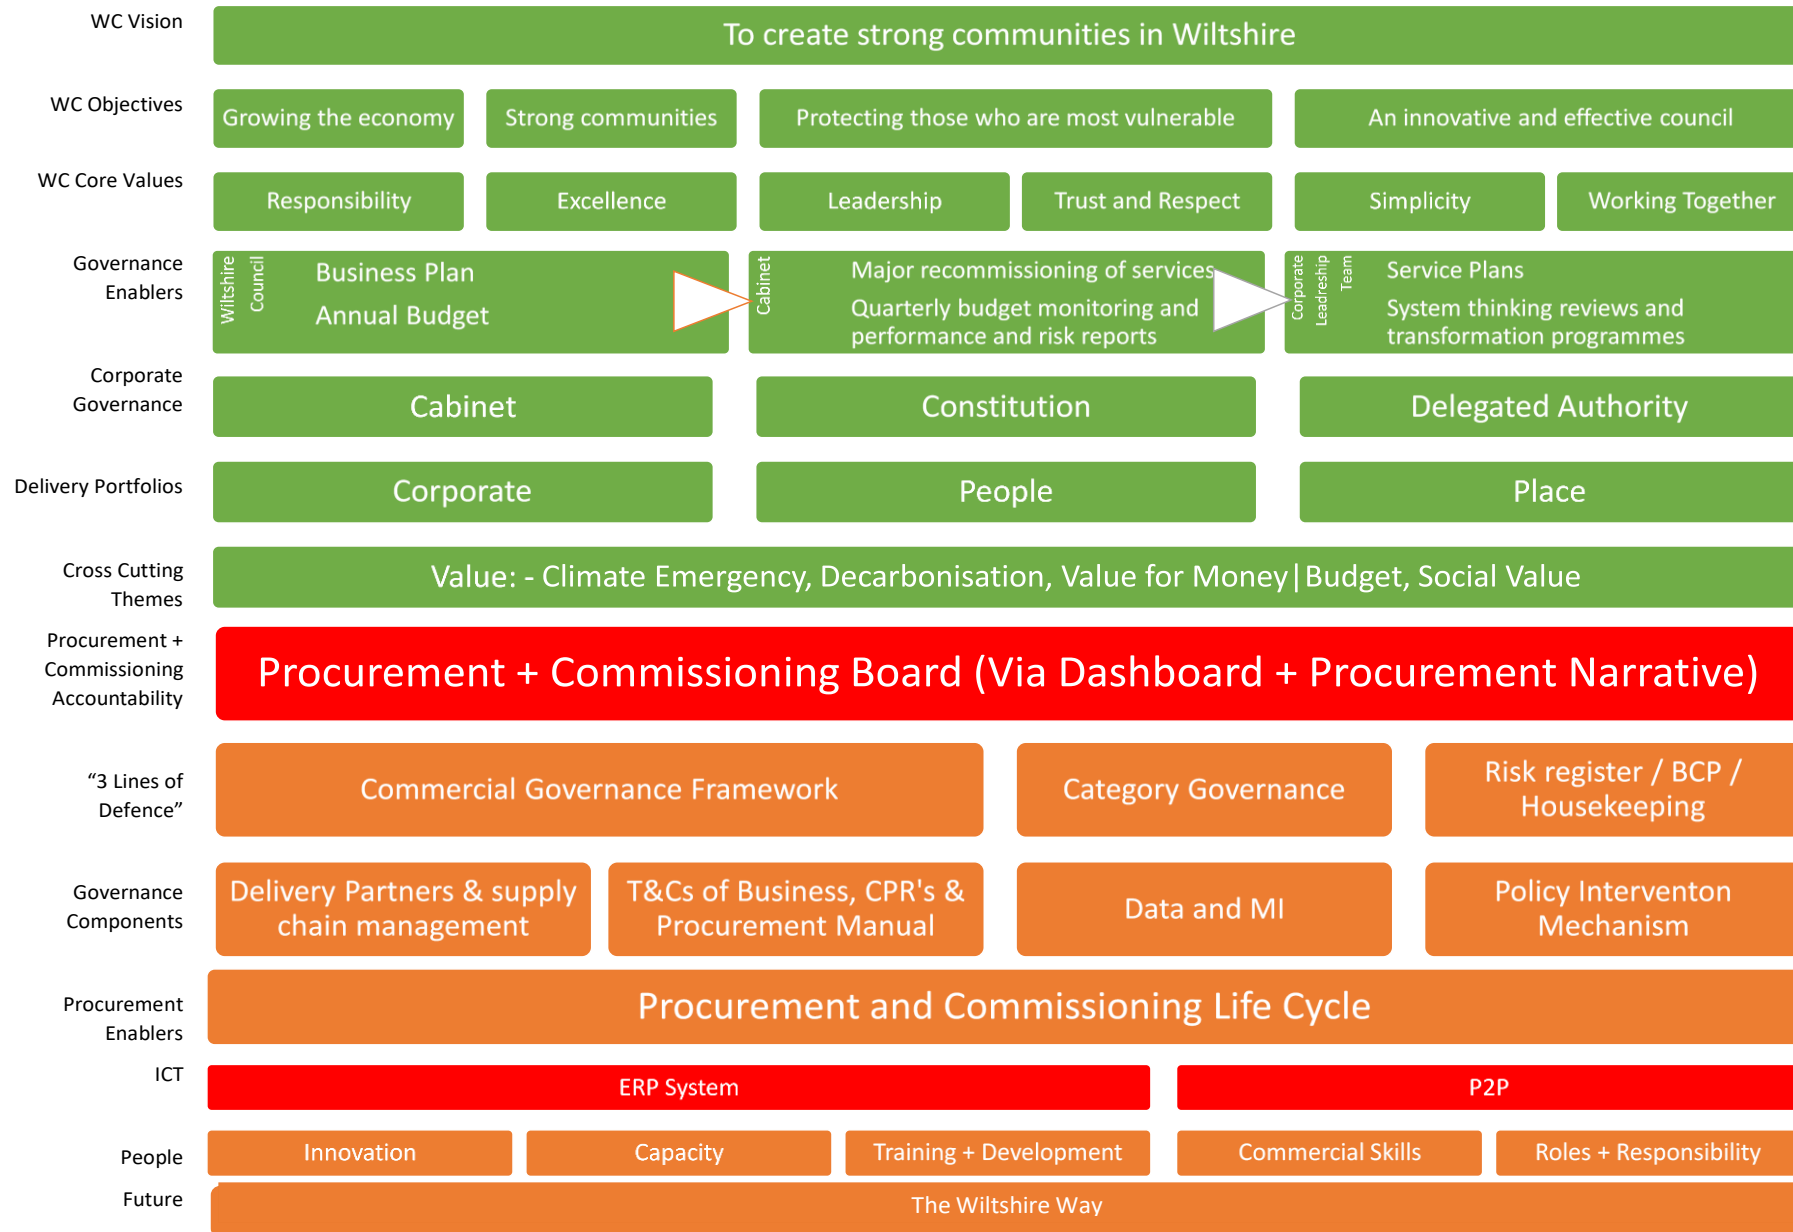 WC Vision
To create strong communities in Wiltshire
WC Objectives
Growing the economy
Strong communities
Protecting those who are most vulnerable
An innovative and effective council
WC Core Values
Responsibility
Excellence
Leadership
Trust and Respect
Simplicity
Working Together
Governance
Enablers
Wiltshire
Council
Business Plan
Annual Budget
Cabinet
Major recommissioning of services
Quarterly budget monitoring and
performance and risk reports
Corporate
Leadreship
Team
Service Plans
System thinking reviews and
transformation programmes
Corporate
Governance
Cabinet
Constitution
Delegated Authority
Delivery Portfolios
Corporate
People
Place
Cross Cutting
Themes
Value: - Climate Emergency, Decarbonisation, Value for Money|Budget, Social Value
Procurement +
Commissioning
Accountability
Procurement + Commissioning Board (Via Dashboard + Procurement Narrative)
“3 Lines of
Defence”
Commercial Governance Framework
Category Governance
Risk register / BCP /
Housekeeping
Governance
Components
Delivery Partners & supply
chain management
T&Cs of Business, CPR's &
Procurement Manual
Data and MI
Policy Interventon
Mechanism
Procurement
Enablers
Procurement and Commissioning Life Cycle
ICT
ERP System
P2P
People
Innovation
Capacity
Training + Development
Commercial Skills
Roles + Responsibility
Future
The Wiltshire Way